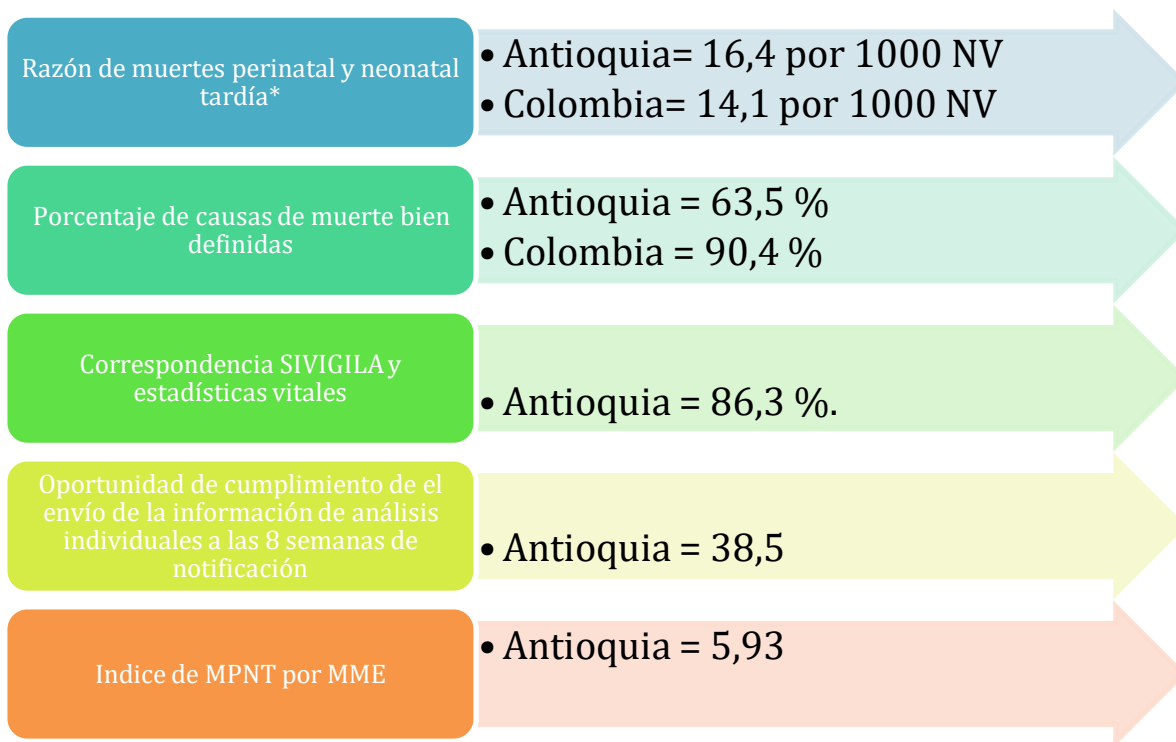 Razón de muertes perinatal y neonatal
tardía*
• Antioquia= 16,4 por 1000 NV
• Colombia= 14,1 por 1000 NV
Porcentaje de causas de muerte bien
definidas
• Antioquia = 63,5 %
• Colombia = 90,4 %
Correspondencia SIVIGILA y
estadísticas vitales
• Antioquia = 86,3 %.
Oportunidad de cumplimiento de el
envío de la información de análisis
individuales a las 8 semanas de
notificación
• Antioquia = 38,5
Indice de MPNT por MME
• Antioquia = 5,93